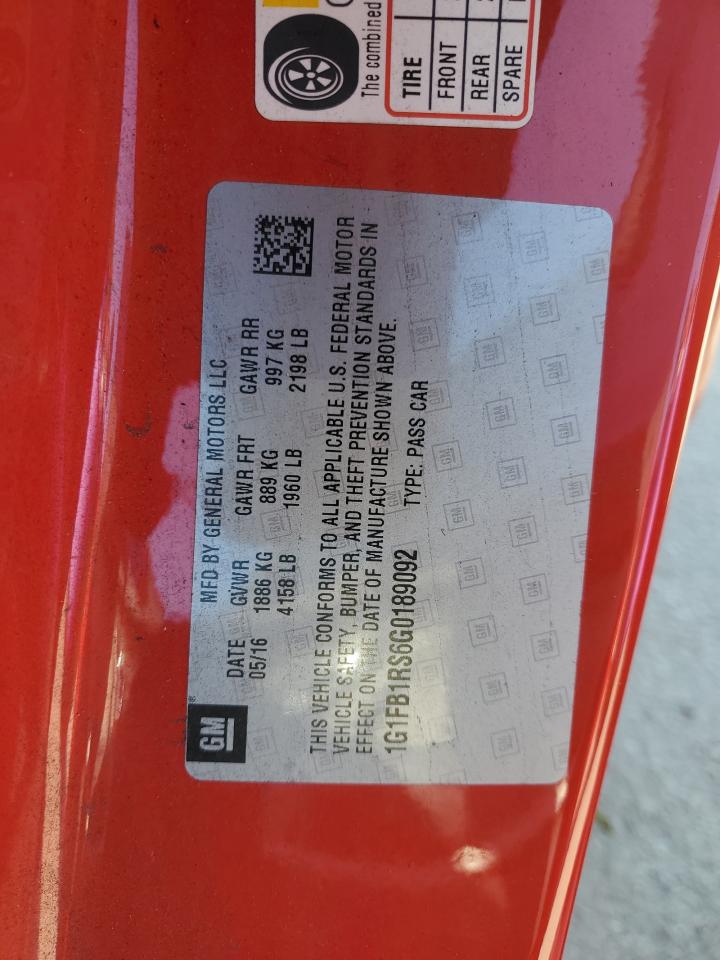 The combined
TIRE
FRONT
REAR
SPARE
GM
MFD BY GENERAL MOTORS LLC
DATE GVWR GAWR FRT GAWR RR
05/16 1886 KG 889 KG 997 KG
4158 LB 1960 LB 2198 LB
THIS VEHICLE CONFORMS TO ALL APPLICABLE U.S. FEDERAL MOTOR
VEHICLE SAFETY, BUMPER, AND THEFT PREVENTION STANDARDS IN
EFFECT ON THE DATE OF MANUFACTURE SHOWN ABOVE.
1G1FB1RS6G0189092 TYPE: PASS CAR